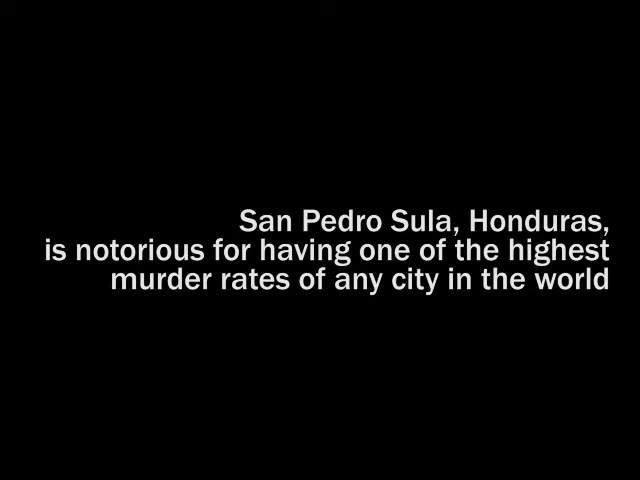 San Pedro Sula, Honduras,
is notorious for having one of the highest
murder rates of any city in the world